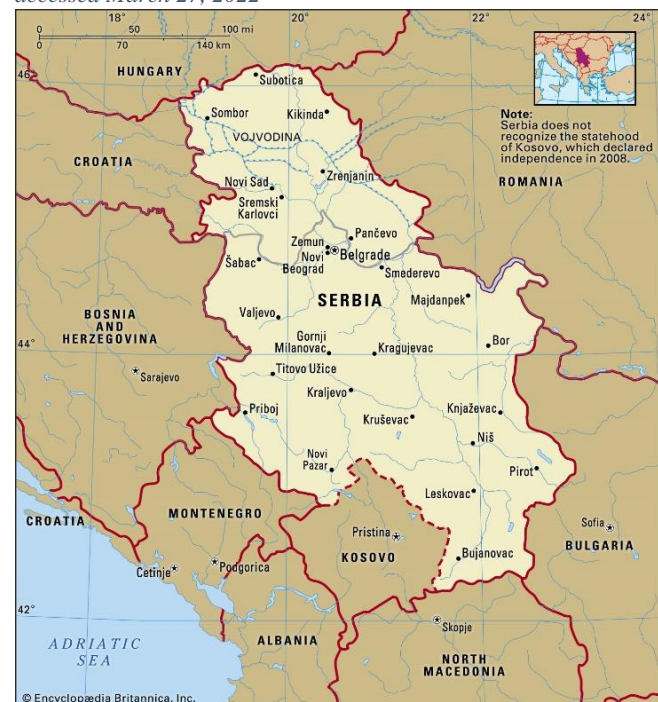 accessed March 27, 2022
18°
20°
22°
24°
0 50 100 mi
0 70 140 km
HUNGARY
46°
Subotica
Sombor
Kikinda
VOJVODINA
CROATIA
Note:
Serbia does not
recognize the statehood
of Kosovo, which declared
independence in 2008.
ROMANIA
Zrenjanin
Novi Sad
Sremski
Karlovci
Pančevo
Zemun
Novi
Beograd
Belgrade
Šabac
Smederevo
SERBIA
Majdanpek
Valjevo
BOSNIA
AND
HERZEGOVINA
Gornji
Milanovac
Kragujevac
Bor
44°
Sarajevo
Titovo Užice
Kraljevo
Priboj
Kruševac
Knjaževac
Niš
Novi
Pazar
Pirot
Leskovac
MONTENEGRO
CROATIA
Pristina
KOSOVO
Sofia
BULGARIA
Bujanovac
Cetinje
Podgorica
42°
Skopje
ADRIATIC
SEA
ALBANIA
NORTH
MACEDONIA
© Encyclopædia Britannica, Inc.